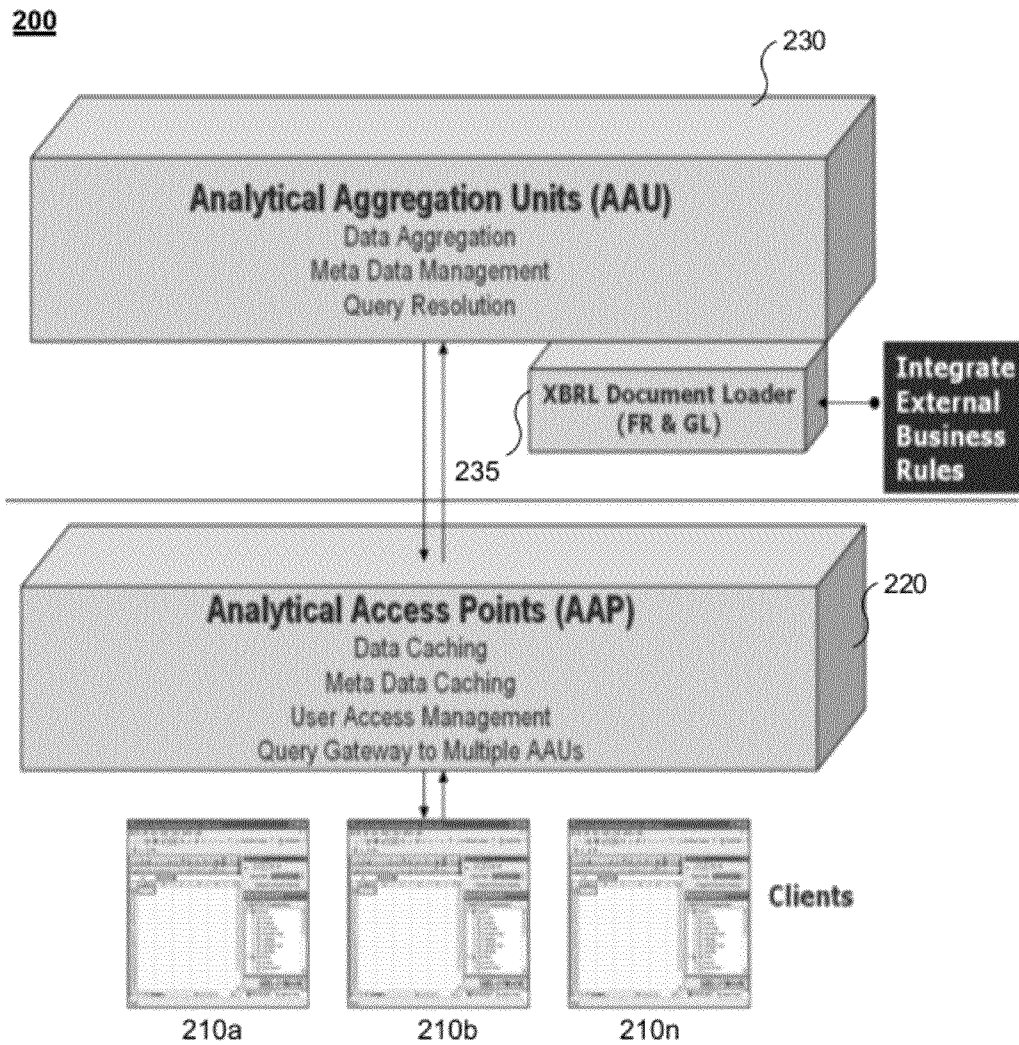 200
230
Analytical Aggregation Units (AAU)
Data Aggregation
Meta Data Management
Query Resolution
XBRL Document Loader
(FR & GL)
Integrate
External
Business
Rules
235
220
Analytical Access Points (AAP)
Data Caching
Meta Data Caching
User Access Management
Query Gateway to Multiple AAUs
Clients
210a
210b
210n